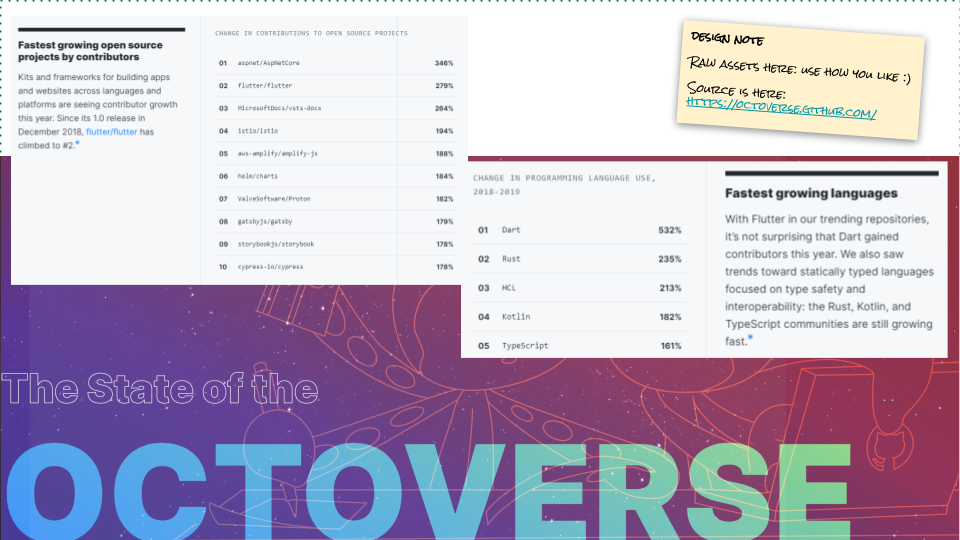 Fastest growing open source
projects by contributors
Kits and frameworks for building apps
and websites across languages and
platforms are seeing contributor growth
this year. Since its 1.0 release in
December 2018, flutter/flutter has
climbed to #2.*
CHANGE IN CONTRIBUTIONS TO OPEN SOURCE PROJECTS
01 aspnet/AspNetCore 346%
02 flutter/flutter 279%
03 MicrosoftDocs/vsts-docs 264%
04 istio/istio 194%
05 aws-amplify/amplify-js 188%
06 helm/charts 184%
07 ValveSoftware/Proton 182%
08 gatsbyjs/gatsby 179%
09 storybookjs/storybook 178%
10 cypress-io/cypress 178%
DESIGN NOTE
RAW ASSETS HERE: USE HOW YOU LIKE :)
SOURCE IS HERE:
HTTPS://OCTOVERSE.GITHUB.COM/
CHANGE IN PROGRAMMING LANGUAGE USE,
2018-2019
01 Dart 532%
02 Rust 235%
03 HCL 213%
04 Kotlin 182%
05 TypeScript 161%
Fastest growing languages
With Flutter in our trending repositories,
it's not surprising that Dart gained
contributors this year. We also saw
trends toward statically typed languages
focused on type safety and
interoperability: the Rust, Kotlin, and
TypeScript communities are still growing
fast.*
The State of the
OCTOVERSE